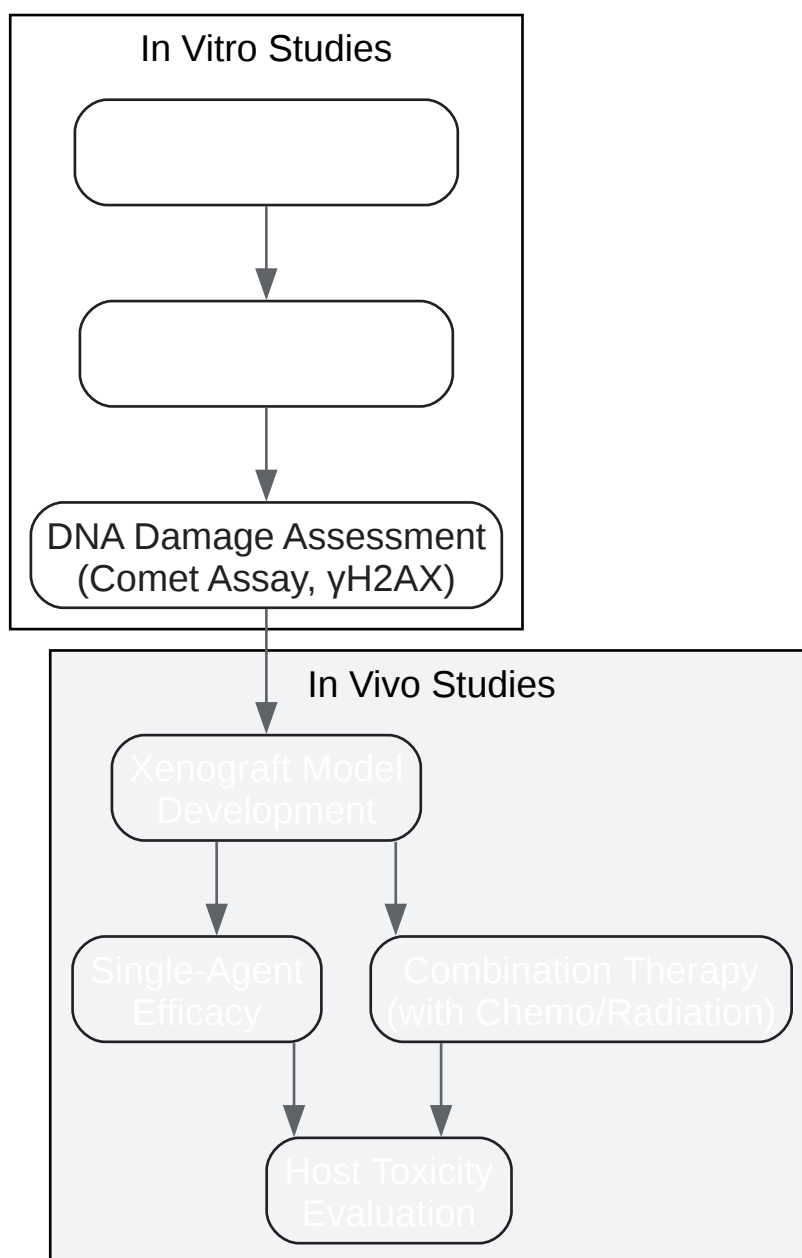 In Vitro Studies
DNA Damage Assessment
(Comet Assay, γH2AX)
In Vivo Studies
Xenograft Model
Development
Single-Agent
Efficacy
Combination Therapy
(with Chemo/Radiation)
Host Toxicity
Evaluation